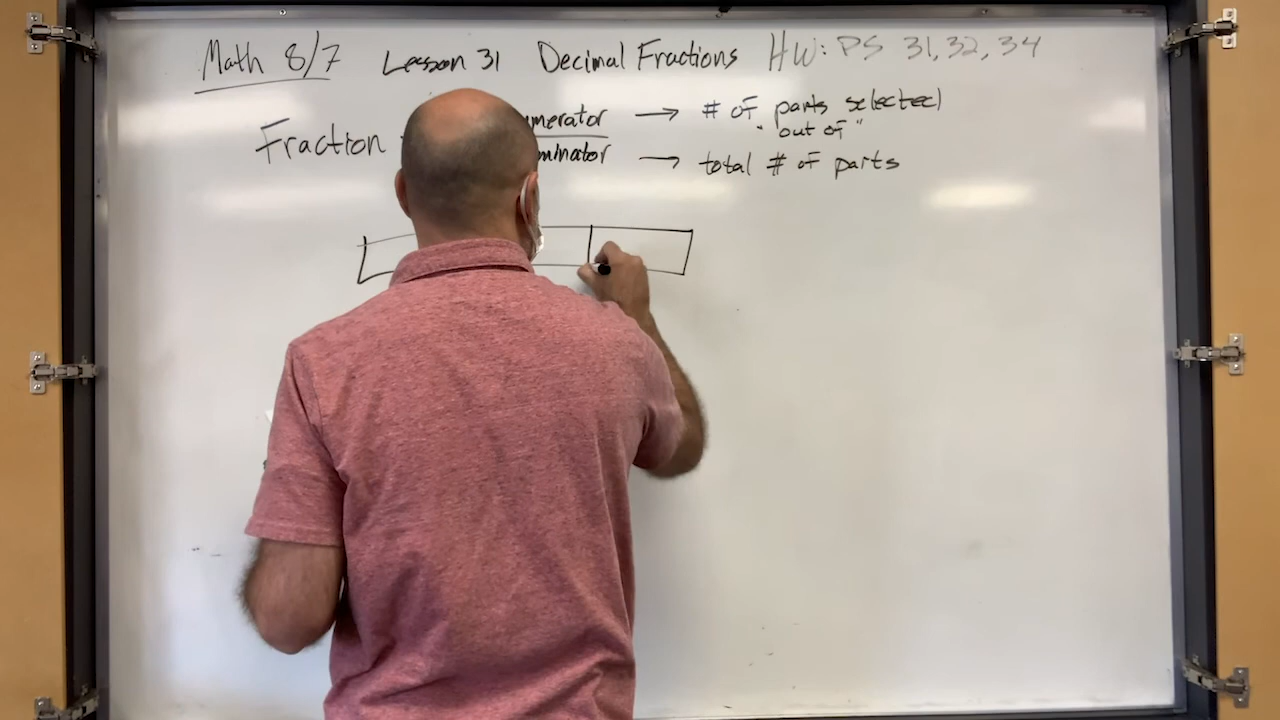 Math 8/7 Lesson 31 Decimal Fractions HW: PS 31, 32, 34
merator → # of parts selected
Fraction "out of"
minator → total # of parts